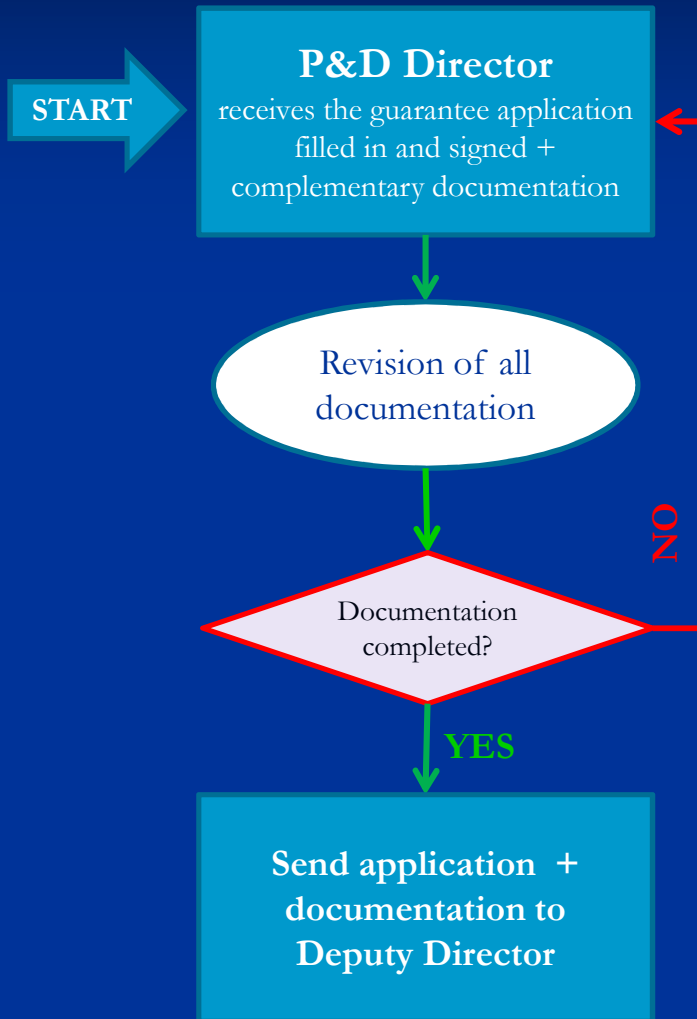 START
P&D Director
receives the guarantee application
filled in and signed +
complementary documentation
Revision of all
documentation
Documentation
completed?
NO
YES
Send application +
documentation to
Deputy Director